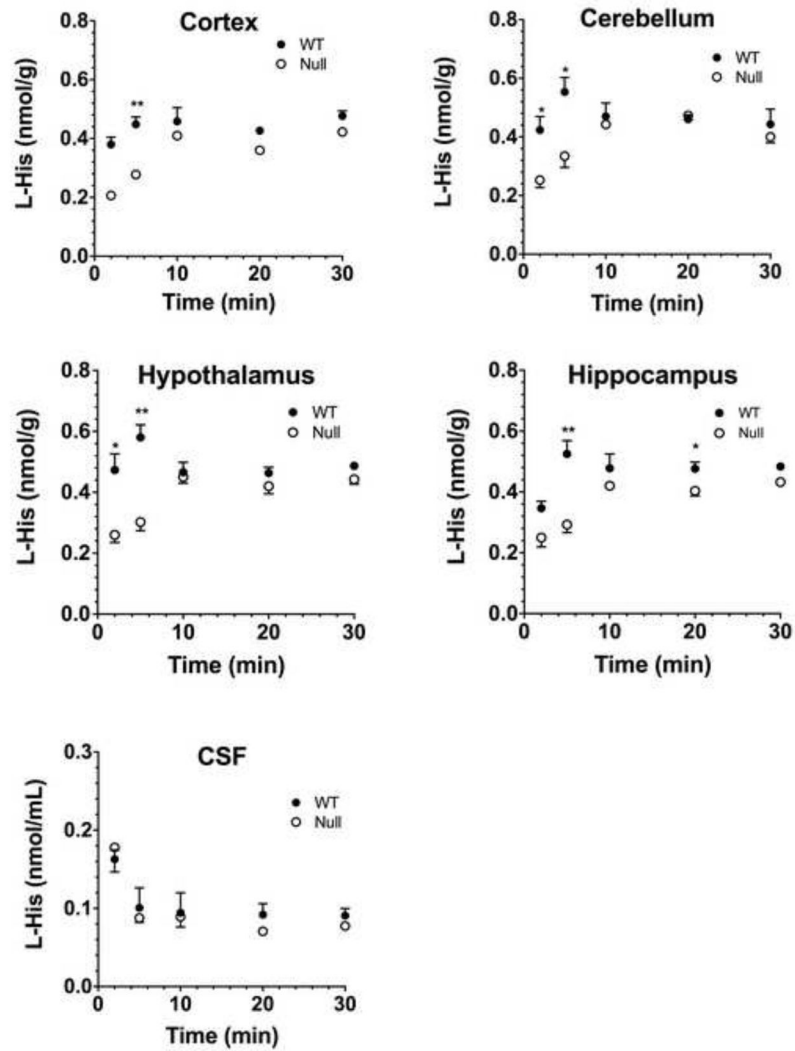 Cortex
0.8
0.6
0.4
0.2
0.0
L-His (nmol/g)
WT
Null
**
0 10 20 30
Time (min)
Cerebellum
0.8
0.6
0.4
0.2
0.0
L-His (nmol/g)
WT
Null
*
*
0 10 20 30
Time (min)
Hypothalamus
0.8
0.6
0.4
0.2
0.0
L-His (nmol/g)
WT
Null
*
**
0 10 20 30
Time (min)
Hippocampus
0.8
0.6
0.4
0.2
0.0
L-His (nmol/g)
WT
Null
**
*
0 10 20 30
Time (min)
CSF
0.3
0.2
0.1
0.0
L-His (nmol/mL)
WT
Null
0 10 20 30
Time (min)